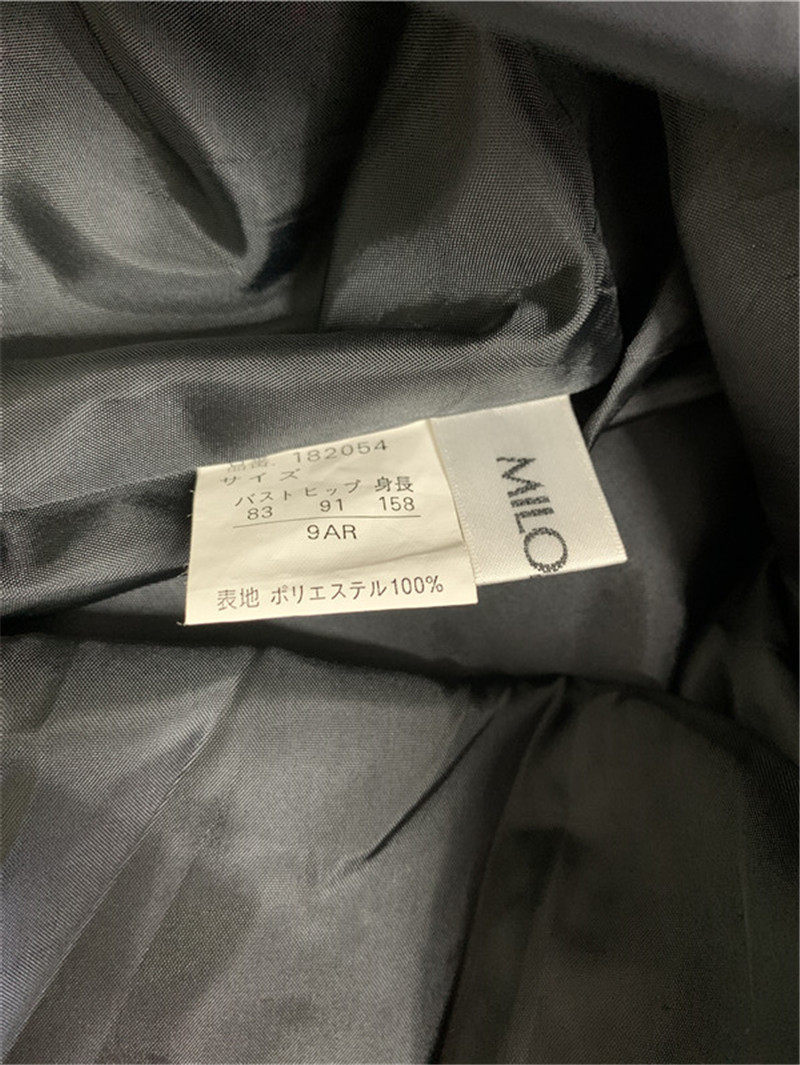 品番. 182054
サイズ
バスト ヒップ 身長
83 91 158
9AR
表地 ポリエステル100%
MILO